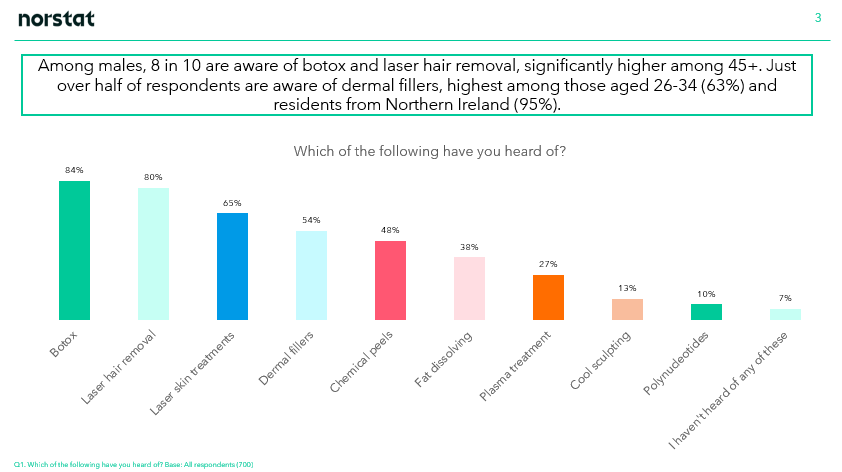 norstat
3
Among males, 8 in 10 are aware of botox and laser hair removal, significantly higher among 45+. Just
over half of respondents are aware of dermal fillers, highest among those aged 26-34 (63%) and
residents from Northern Ireland (95%).
Which of the following have you heard of?
84%
80%
65%
54%
48%
38%
27%
13%
10%
7%
Botox
Laser hair removal
Laser skin treatments
Dermal fillers
Chemical peels
Fat dissolving
Plasma treatment
Cool sculpting
Polynucleotides
I haven't heard of any of these
Q1: Which of the following have you heard of? Base: All respondents (700)